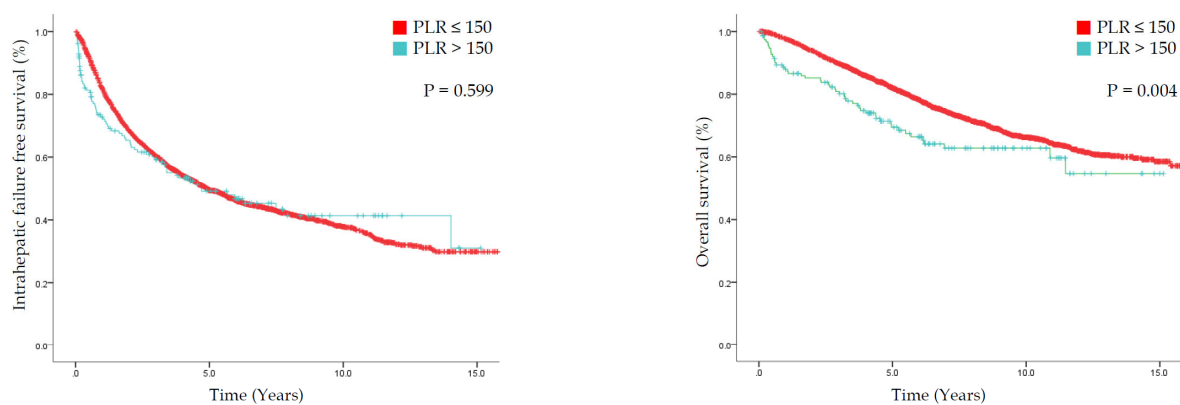 PLR ≤ 150
PLR > 150
P = 0.599
Intrahepatic failure free survival (%)
1.0
0.8
0.6
0.4
0.2
0.0
.0
5.0
10.0
15.0
Time (Years)
PLR ≤ 150
PLR > 150
P = 0.004
Overall survival (%)
1.0
0.8
0.6
0.4
0.2
0.0
.0
5.0
10.0
15.0
Time (Years)